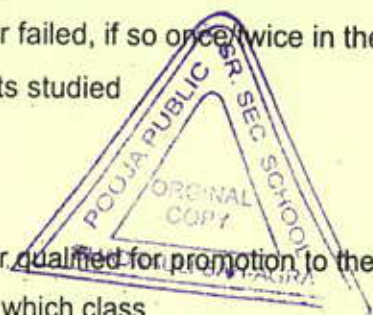 r failed, if so once/twice in the
ts studied
POOJA PUBLIC SR. SEC. SCHOOL
ORGINAL
COPY
AGRA
r qualified for promotion to the
which class